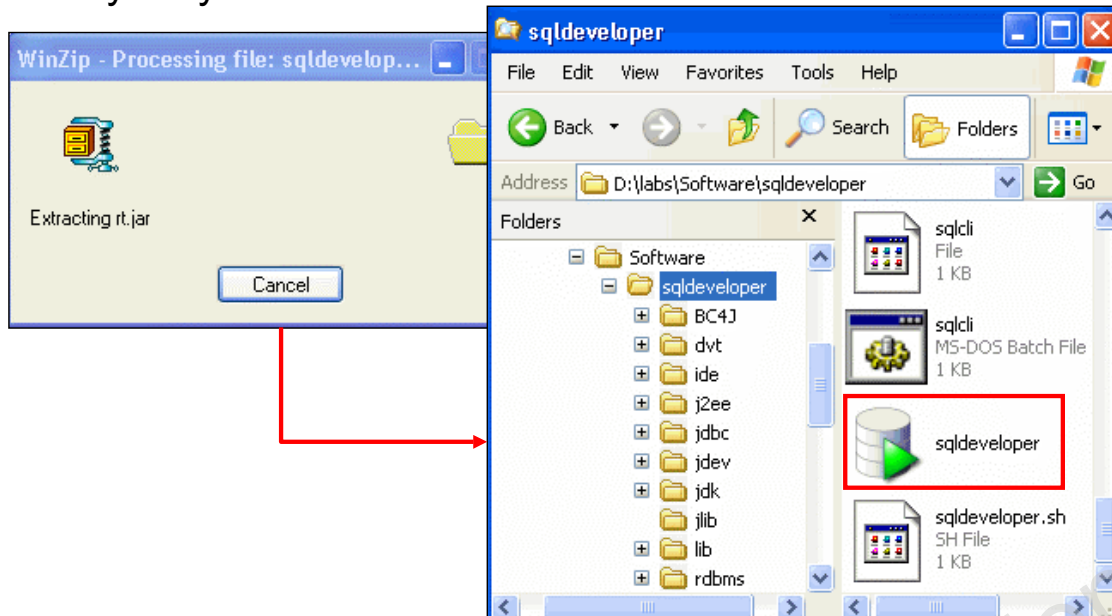 WinZip - Processing file: sqldevelop...
Extracting rt.jar
Cancel
sqldeveloper
File Edit View Favorites Tools Help
Back Search Folders
Address D:\labs\Software\sqldeveloper Go
Folders
Software
sqldeveloper
BC4J
dvt
ide
j2ee
jdbc
jdev
jdk
jlib
lib
rdbms
sqlcli
File
1 KB
sqlcli
MS-DOS Batch File
1 KB
sqldeveloper
sqldeveloper.sh
SH File
1 KB